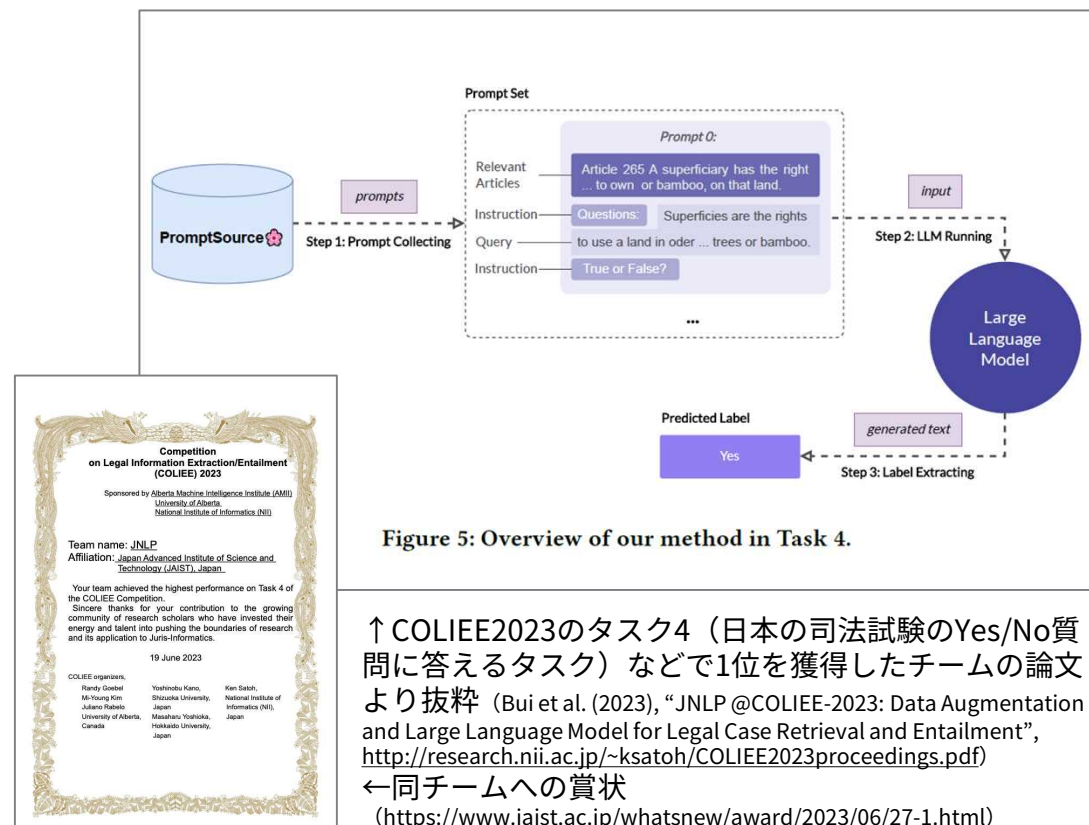 Prompt Set
Prompt 0:
Relevant
Articles
Article 265 A superficiary has the right
... to own or bamboo, on that land.
Instruction
Questions:
Superficies are the rights
Query
to use a land in oder ... trees or bamboo.
Instruction
True or False?
...
PromptSource
prompts
Step 1: Prompt Collecting
input
Step 2: LLM Running
Large
Language
Model
generated text
Step 3: Label Extracting
Predicted Label
Yes
Figure 5: Overview of our method in Task 4.
Competition
on Legal Information Extraction/Entailment
(COLIEE) 2023
Sponsored by Alberta Machine Intelligence Institute (AMII)
University of Alberta
National Institute of Informatics (NII)
Team name: JNLP
Affiliation: Japan Advanced Institute of Science and
Technology (JAIST), Japan
Your team achieved the highest performance on Task 4 of
the COLIEE Competition.
Sincere thanks for your contribution to the growing
community of research scholars who have invested their
energy and talent into pushing the boundaries of research
and its application to Juris-Informatics.
19 June 2023
COLIEE organizers,
Randy Goebel
Mi-Young Kim
Juliano Rabelo
University of Alberta,
Canada
Yoshinobu Kano,
Shizuoka University,
Japan
Masaharu Yoshioka,
Hokkaido University,
Japan
Ken Satoh,
National Institute of
Informatics (NII),
Japan
↑COLIEE2023のタスク4（日本の司法試験のYes/No質
問に答えるタスク）などで1位を獲得したチームの論文
より抜粋（Bui et al. (2023), “JNLP @COLIEE-2023: Data Augmentation
and Large Language Model for Legal Case Retrieval and Entailment”,
http://research.nii.ac.jp/~ksatoh/COLIEE2023proceedings.pdf）
←同チームへの賞状
（https://www.jaist.ac.jp/whatsnew/award/2023/06/27-1.html）